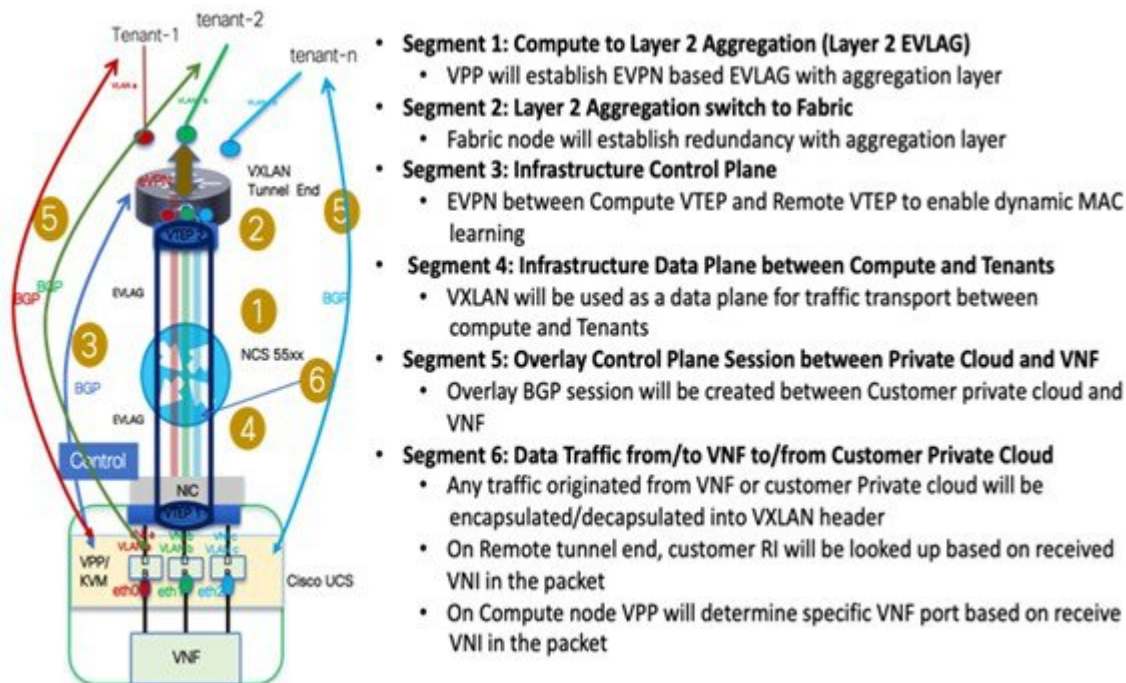 Tenant-1
tenant-2
tenant-n
VLAN a
EVPN
VXLAN
Tunnel End
VTEP 2
2
5
5
BGP
BGP
BGP
EVLAG
1
NCS 55xx
3
6
BGP
EVLAG
4
Control
NIC
VTEP 1
VLAN b
VPP/
KVM
Cisco UCS
eth0
eth1
eth2
VNF
• Segment 1: Compute to Layer 2 Aggregation (Layer 2 EVLAG)
• VPP will establish EVPN based EVLAG with aggregation layer
• Segment 2: Layer 2 Aggregation switch to Fabric
• Fabric node will establish redundancy with aggregation layer
• Segment 3: Infrastructure Control Plane
• EVPN between Compute VTEP and Remote VTEP to enable dynamic MAC
learning
• Segment 4: Infrastructure Data Plane between Compute and Tenants
• VXLAN will be used as a data plane for traffic transport between
compute and Tenants
• Segment 5: Overlay Control Plane Session between Private Cloud and VNF
• Overlay BGP session will be created between Customer private cloud and
VNF
• Segment 6: Data Traffic from/to VNF to/from Customer Private Cloud
• Any traffic originated from VNF or customer Private cloud will be
encapsulated/decapsulated into VXLAN header
• On Remote tunnel end, customer RI will be looked up based on received
VNI in the packet
• On Compute node VPP will determine specific VNF port based on receive
VNI in the packet